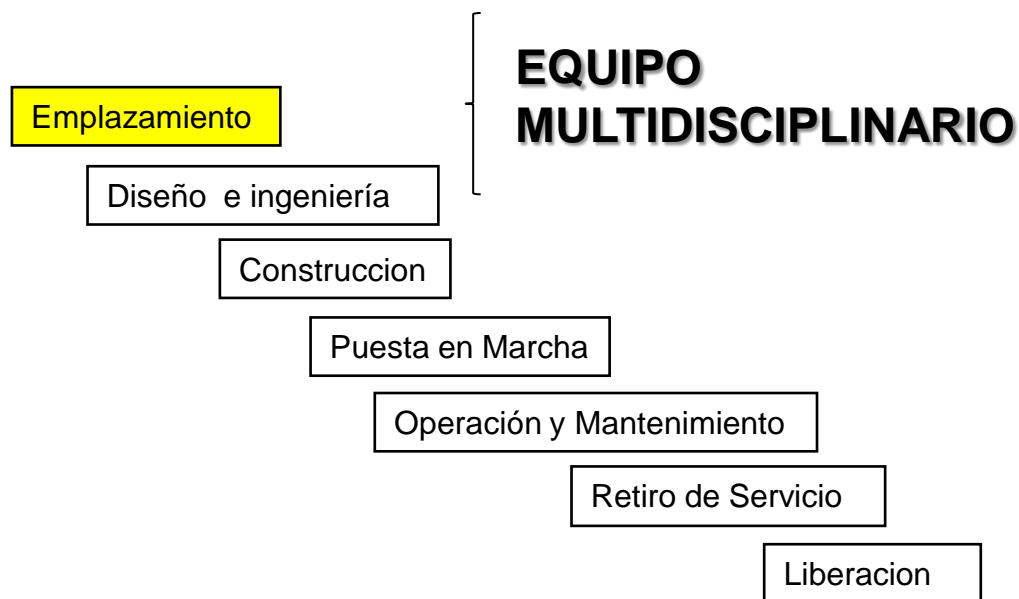 EQUIPO
MULTIDISCIPLINARIO
Emplazamiento
Diseño e ingeniería
Construccion
Puesta en Marcha
Operación y Mantenimiento
Retiro de Servicio
Liberacion